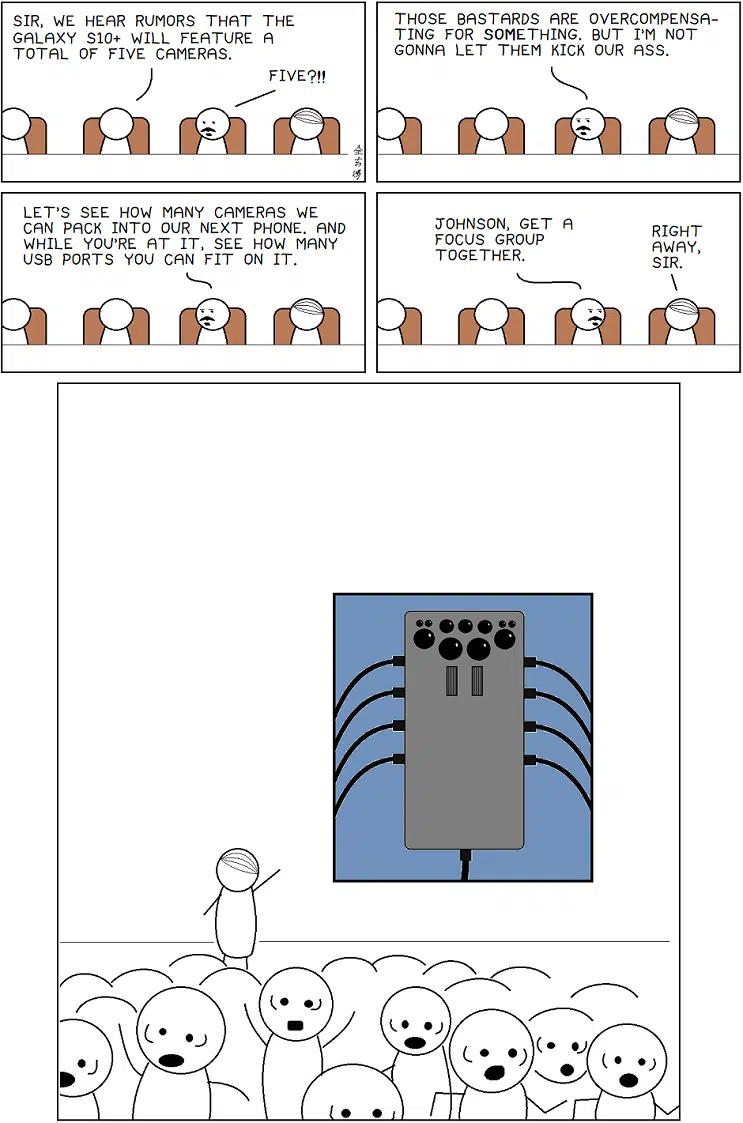 SIR, WE HEAR RUMORS THAT THE
GALAXY S10+ WILL FEATURE A
TOTAL OF FIVE CAMERAS.
FIVE?!!
THOSE BASTARDS ARE OVERCOMPENSA-
TING FOR SOMETHING. BUT I'M NOT
GONNA LET THEM KICK OUR ASS.
LET'S SEE HOW MANY CAMERAS WE
CAN PACK INTO OUR NEXT PHONE. AND
WHILE YOU'RE AT IT, SEE HOW MANY
USB PORTS YOU CAN FIT ON IT.
JOHNSON, GET A
FOCUS GROUP
TOGETHER.
RIGHT
AWAY,
SIR.